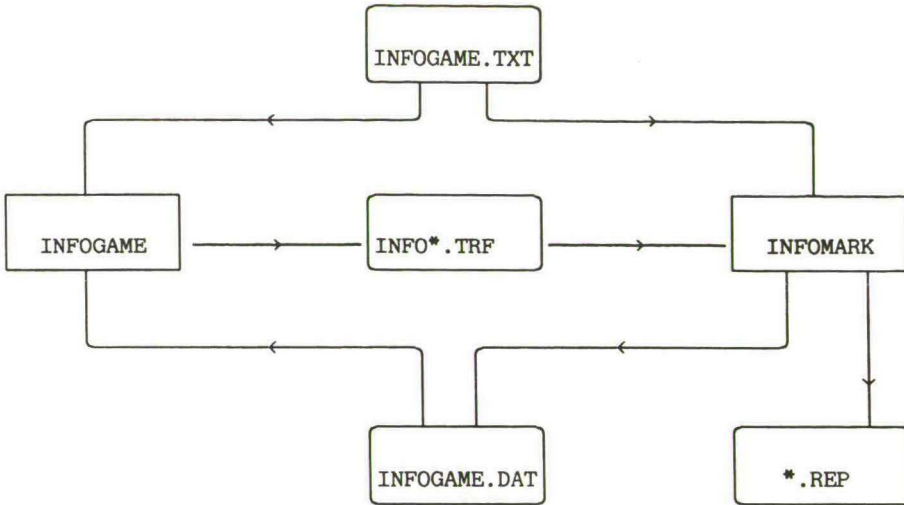 INFOGAME.TXT
INFOGAME
INFO*.TRF
INFOMARK
INFOGAME.DAT
*.REP